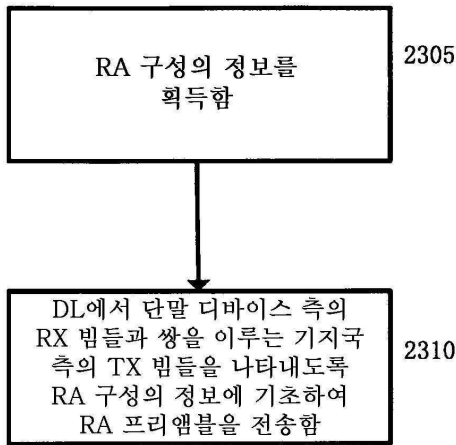 RA 구성의 정보를
획득함
2305
DL에서 단말 디바이스 측의
RX 빔들과 쌍을 이루는 기지국
측의 TX 빔들을 나타내도록
RA 구성의 정보에 기초하여
RA 프리앰블을 전송함
2310